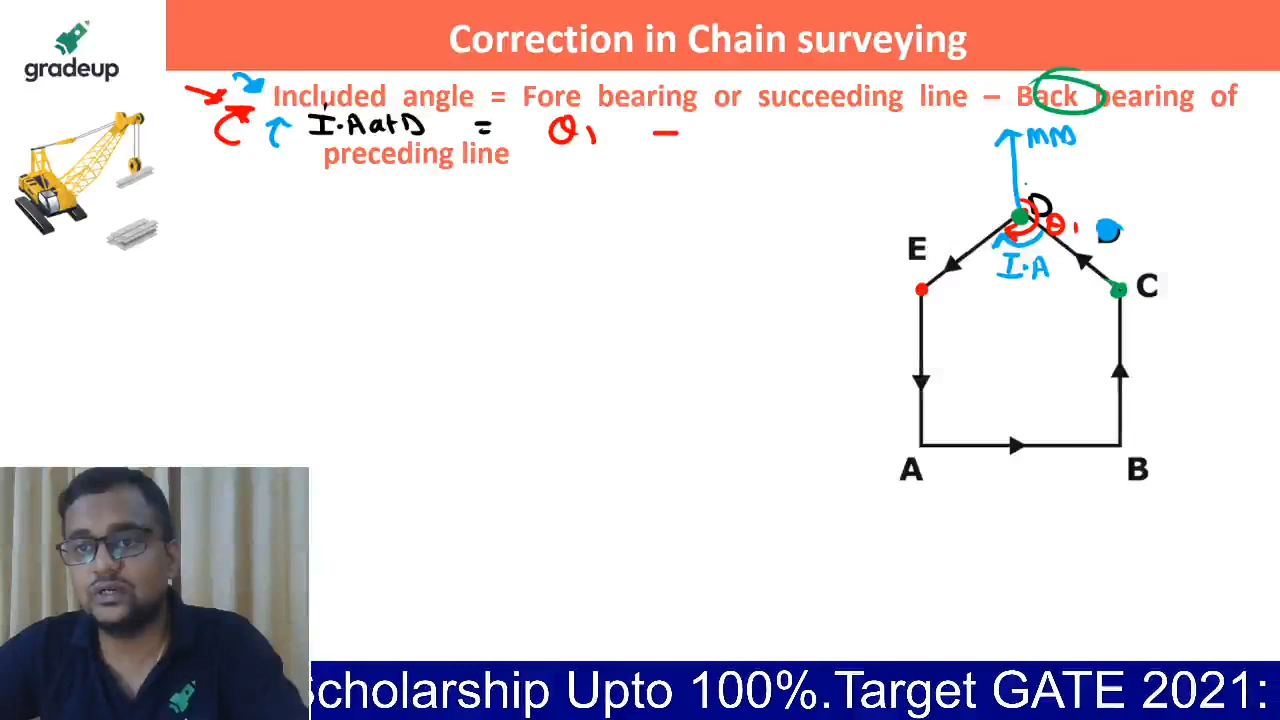 gradeup
Correction in Chain surveying
Included angle = Fore bearing or succeeding line – Back bearing of
I.A at D = θ₁ –
preceding line
MM
D
θ₁
E
I.A
C
A
B
Scholarship Upto 100%.Target GATE 2021: